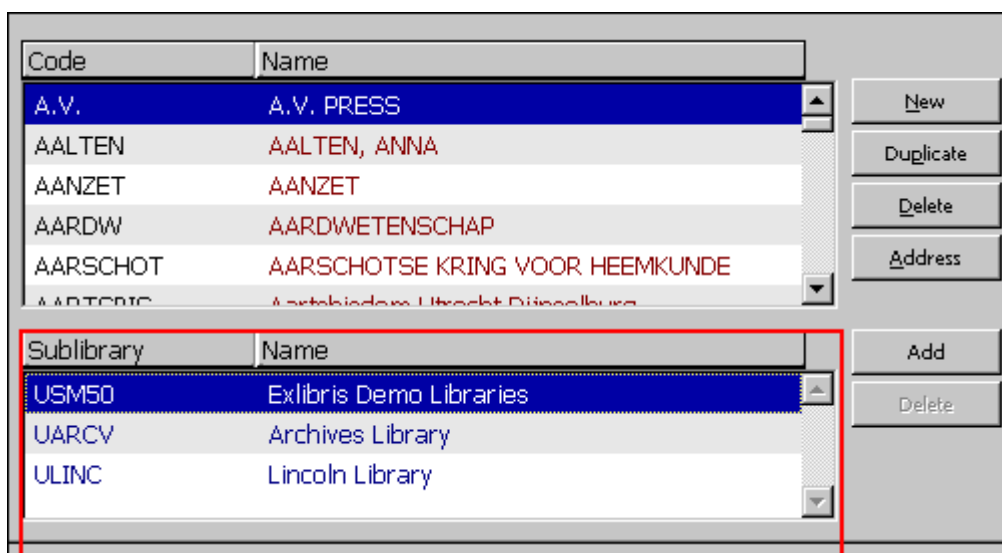 Code Name
A.V. A.V. PRESS
AALTEN AALTEN, ANNA
AANZET AANZET
AARDW AARDWETENSCHAP
AARSCHOT AARSCHOTSE KRING VOOR HEEMKUNDE
New
Duplicate
Delete
Address
Sublibrary Name
USM50 Exlibris Demo Libraries
UARCV Archives Library
ULINC Lincoln Library
Add
Delete